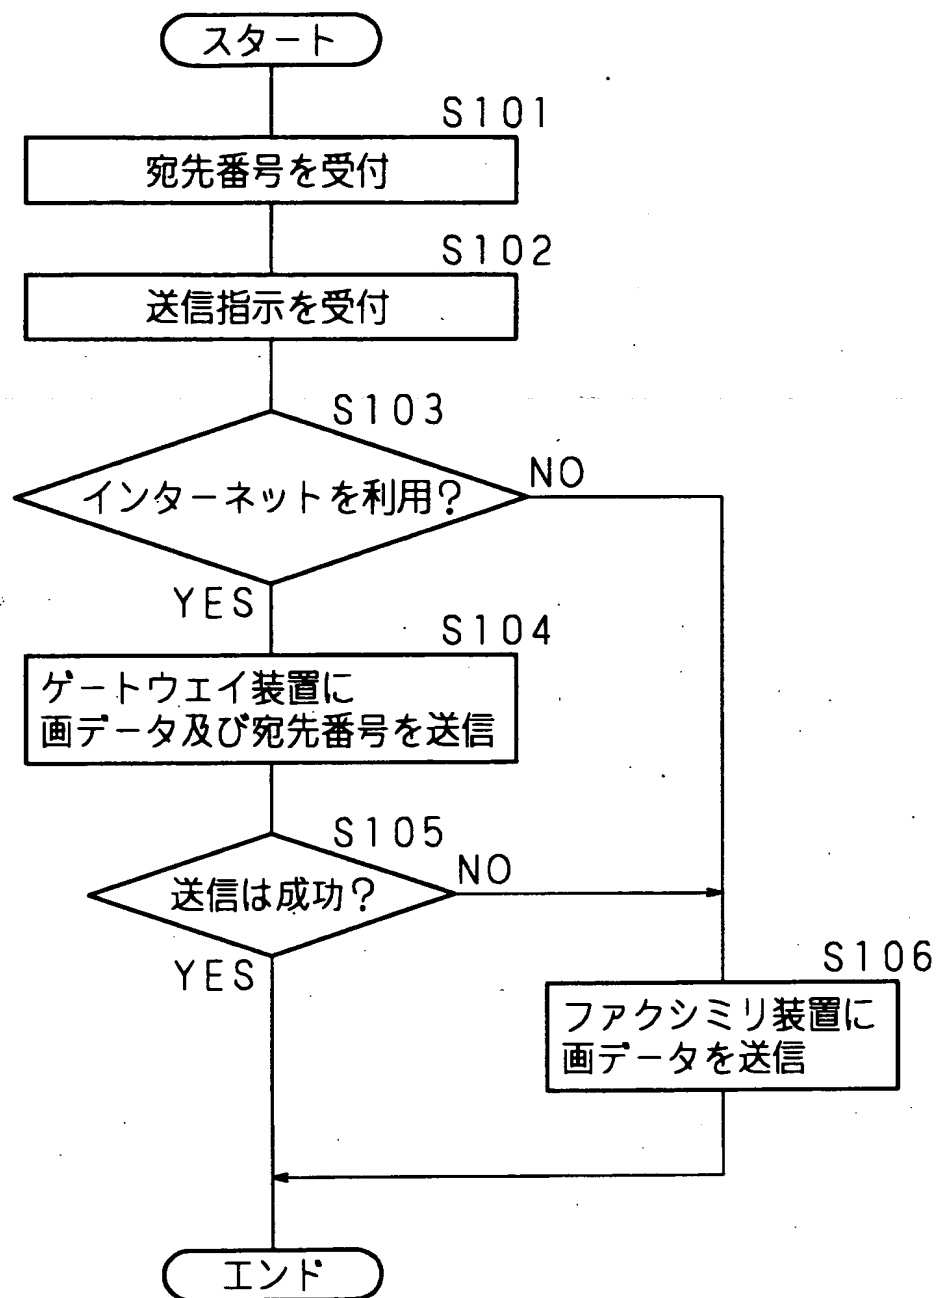 スタート
S101
宛先番号を受付
S102
送信指示を受付
S103
インターネットを利用?
NO
YES
S104
ゲートウェイ装置に
画データ及び宛先番号を送信
S105
送信は成功?
NO
YES
S106
ファクシミリ装置に
画データを送信
エンド